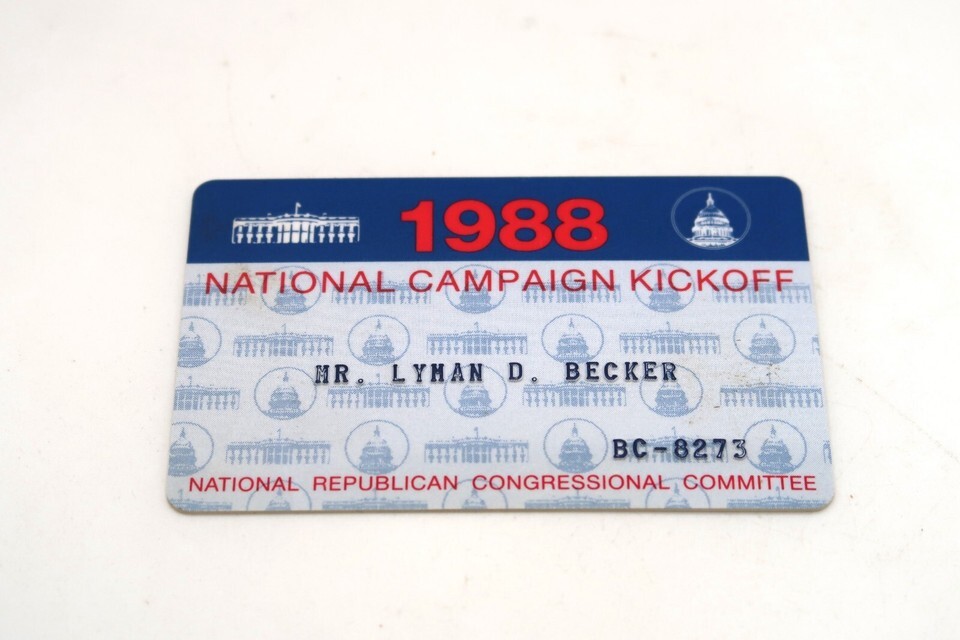 1988
NATIONAL CAMPAIGN KICKOFF
MR. LYMAN D. BECKER
BC-8273
NATIONAL REPUBLICAN CONGRESSIONAL COMMITTEE